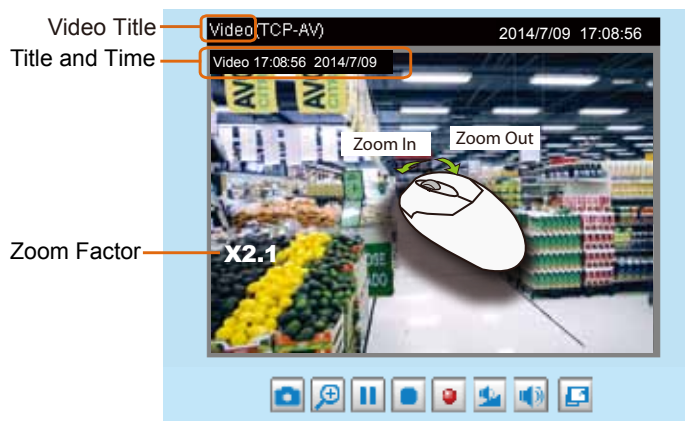 Video Title
Video(TCP-AV) 2014/7/09 17:08:56
Title and Time
Video 17:08:56 2014/7/09
Zoom In
Zoom Out
Zoom Factor
X2.1